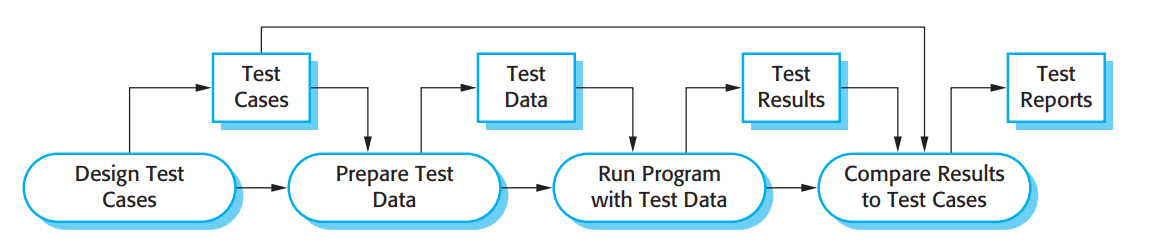 Test
Cases
Test
Data
Test
Results
Test
Reports
Design Test
Cases
Prepare Test
Data
Run Program
with Test Data
Compare Results
to Test Cases